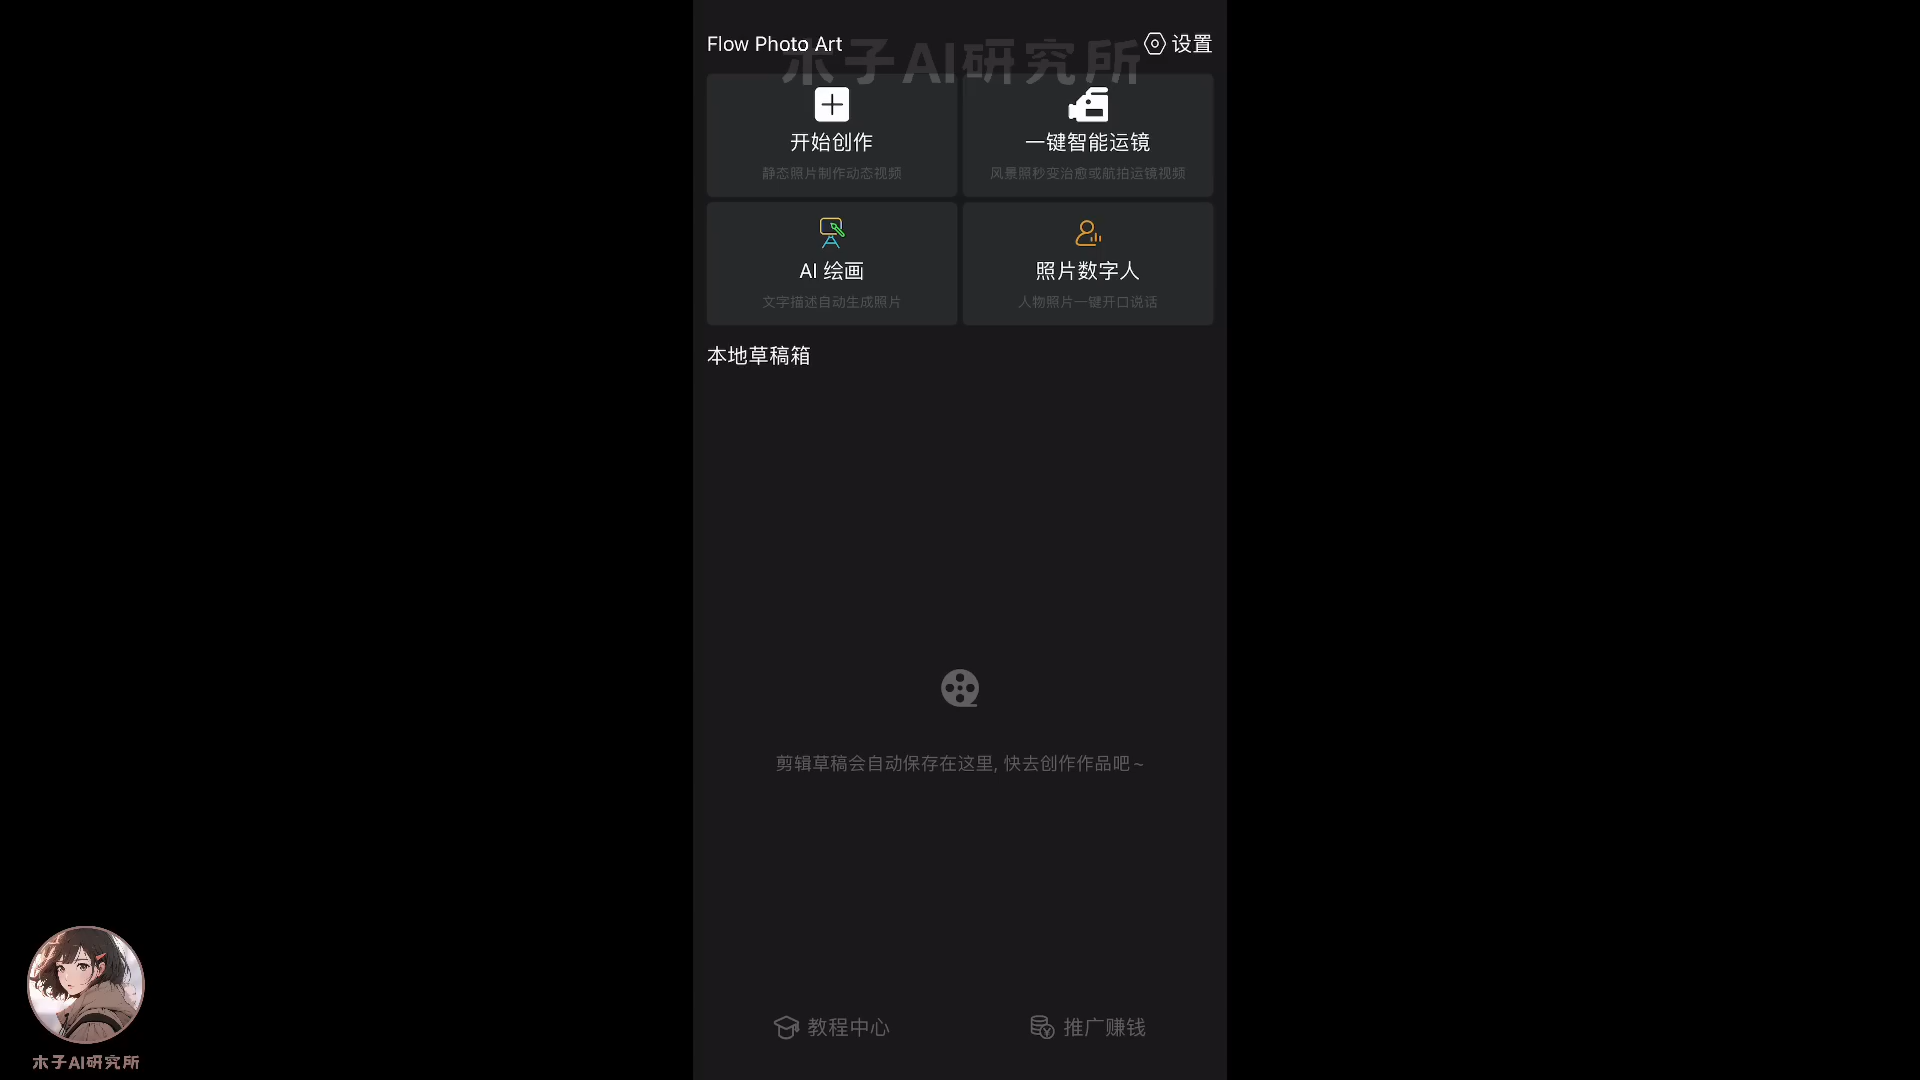 Flow Photo Art
设置
木子AI研究所
开始创作
静态照片制作动态视频
一键智能运镜
风景照秒变治愈或航拍运镜视频
AI 绘画
文字描述自动生成照片
照片数字人
人物照片一键开口说话
本地草稿箱
剪辑草稿会自动保存在这里, 快去创作作品吧 ~
教程中心
推广赚钱
木子AI研究所